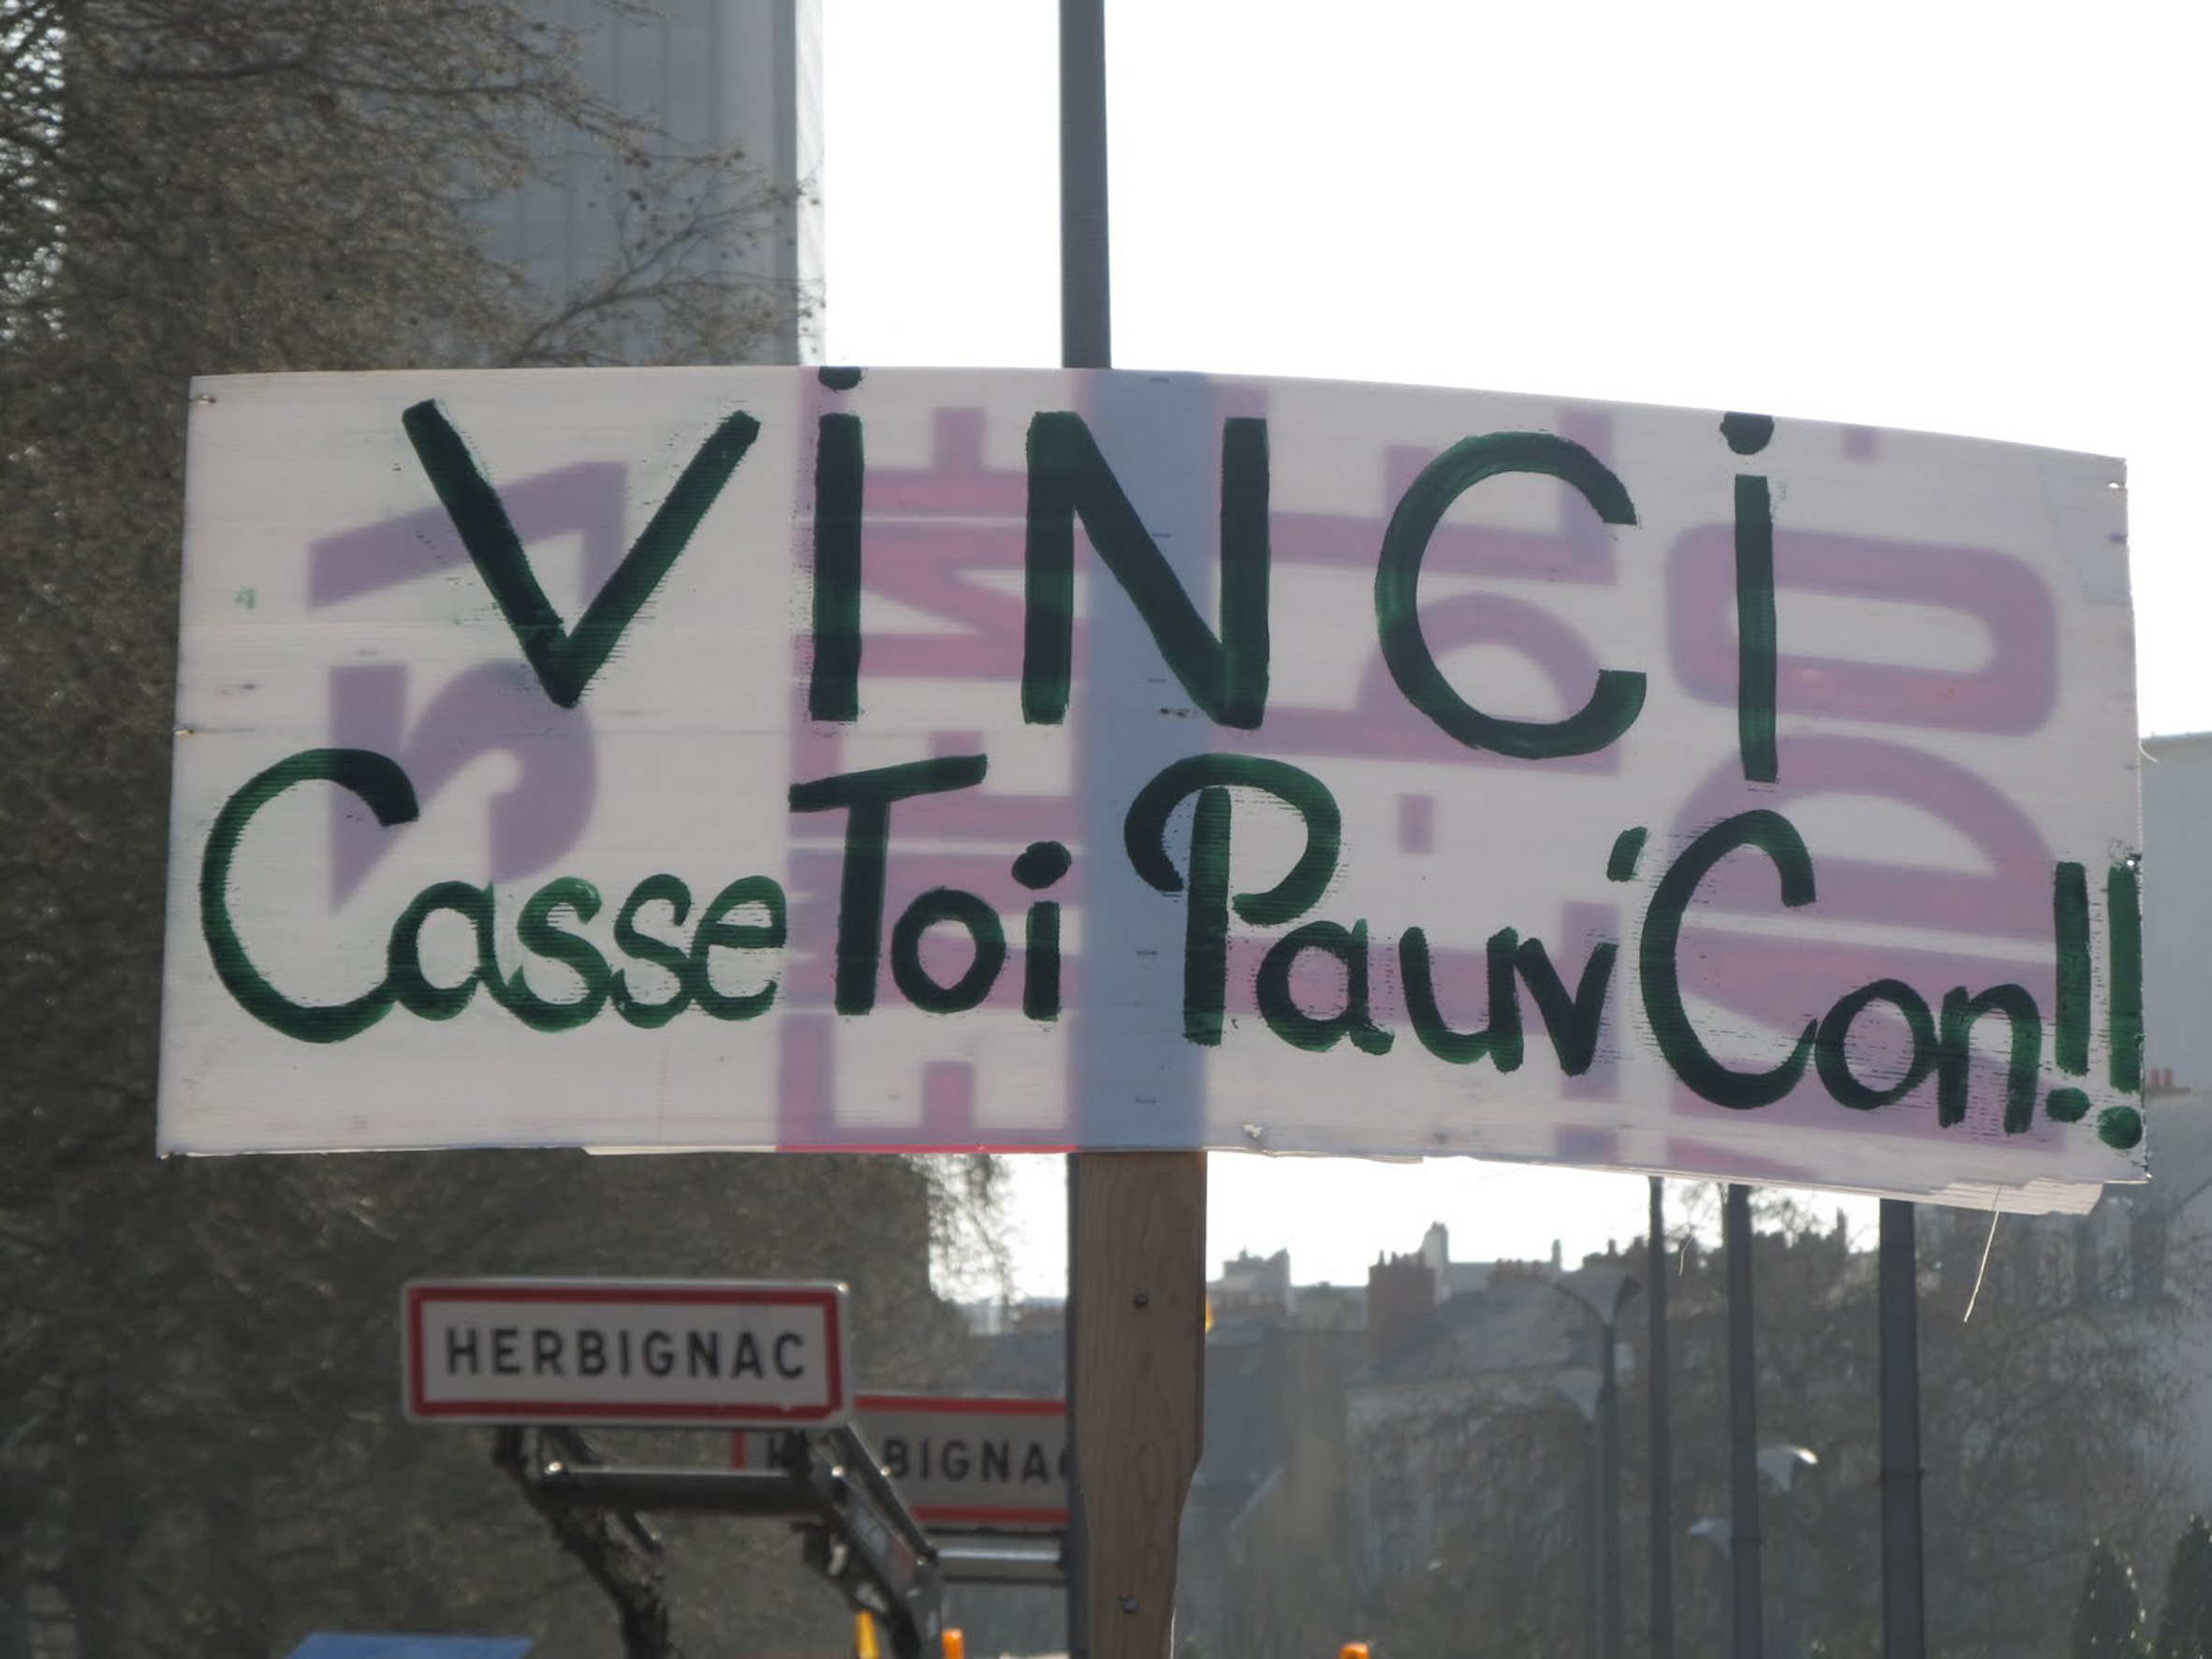 ViNCi
Casse Toi Pauv' Con!!
HERBIGNAC